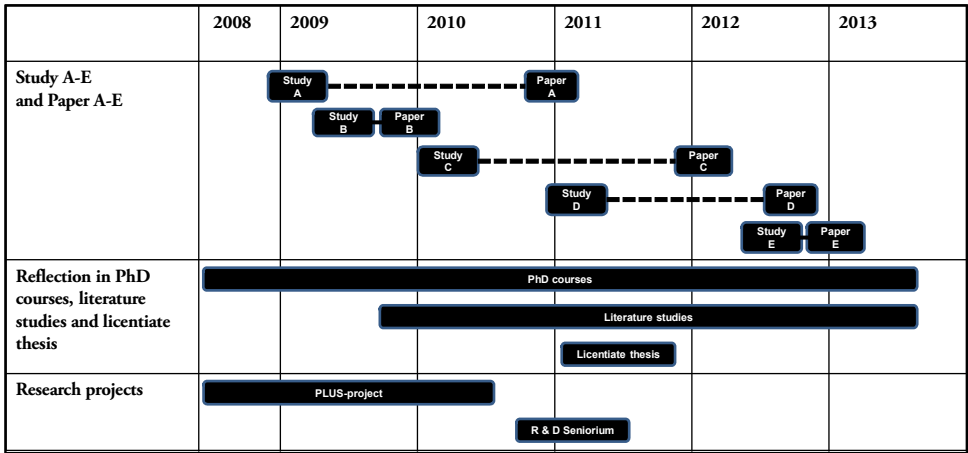 2008 2009 2010 2011 2012 2013
Study A-E
and Paper A-E
Study
A
Paper
A
Study
B
Paper
B
Study
C
Paper
C
Study
D
Paper
D
Study
E
Paper
E
Reflection in PhD
courses, literature
studies and licentiate
thesis
PhD courses
Literature studies
Licentiate thesis
Research projects
PLUS-project
R & D Seniorium